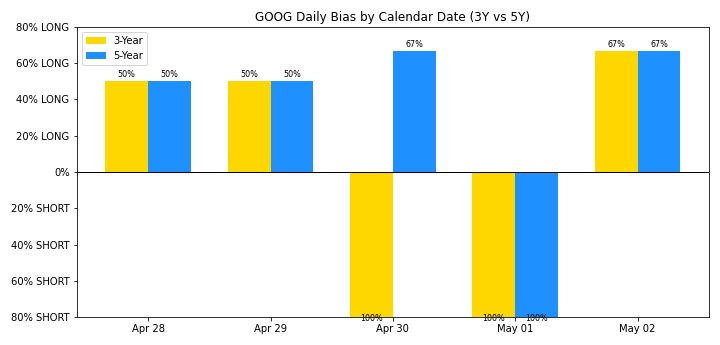 GOOG Daily Bias by Calendar Date (3Y vs 5Y)
80% LONG
60% LONG
40% LONG
20% LONG
0%
20% SHORT
40% SHORT
60% SHORT
80% SHORT
3-Year
5-Year
50%
50%
50%
50%
100%
67%
100%
100%
67%
67%
Apr 28
Apr 29
Apr 30
May 01
May 02